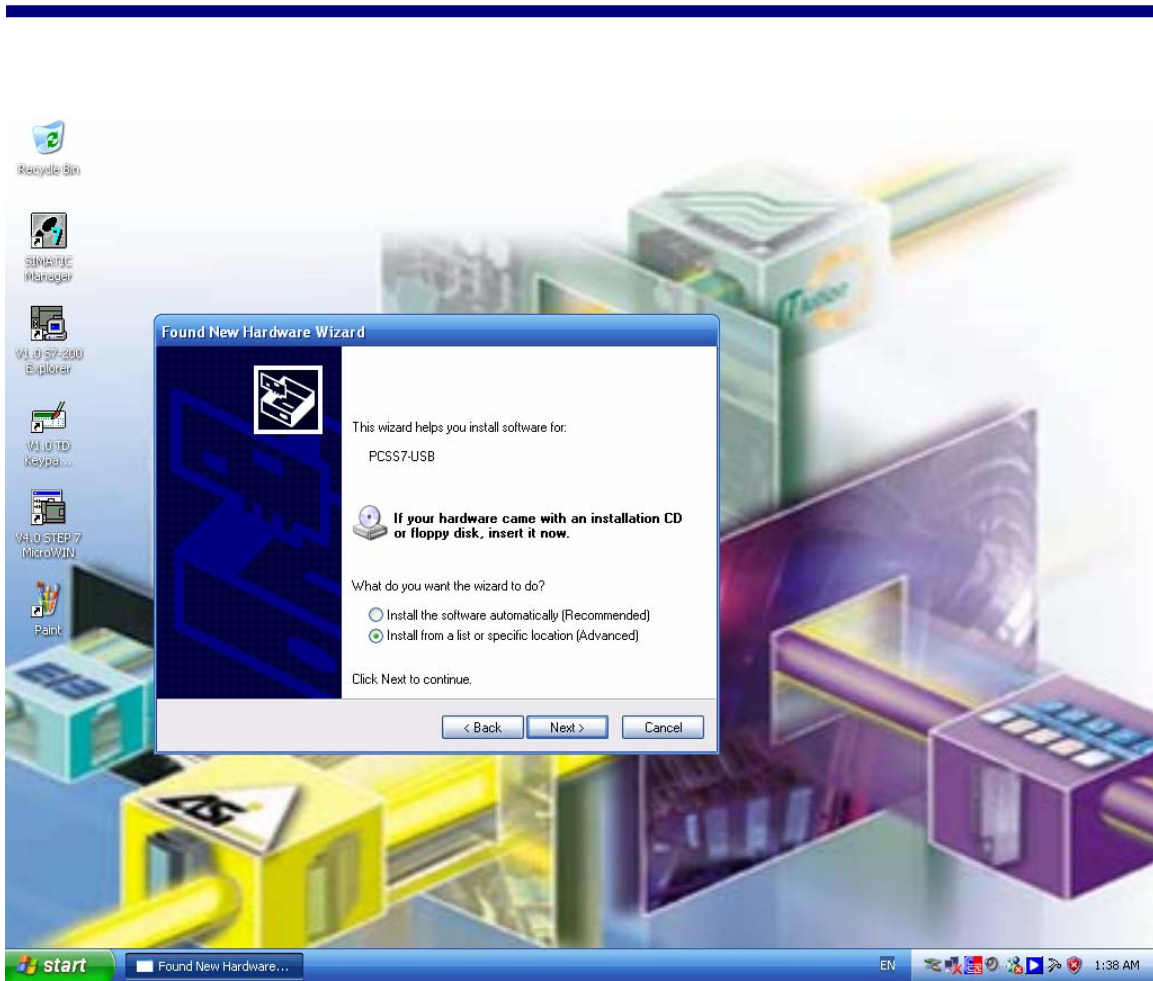 Recycle Bin
SIMATIC
Manager
V1.0 S7-200
Explorer
V1.0 TD
Keypa...
V4.0 STEP 7
MicroWIN
Paint
Found New Hardware Wizard
This wizard helps you install software for:
PCSS7-USB
If your hardware came with an installation CD
or floppy disk, insert it now.
What do you want the wizard to do?
Install the software automatically (Recommended)
Install from a list or specific location (Advanced)
Click Next to continue.
< Back
Next >
Cancel
start
Found New Hardware...
EN
1:38 AM